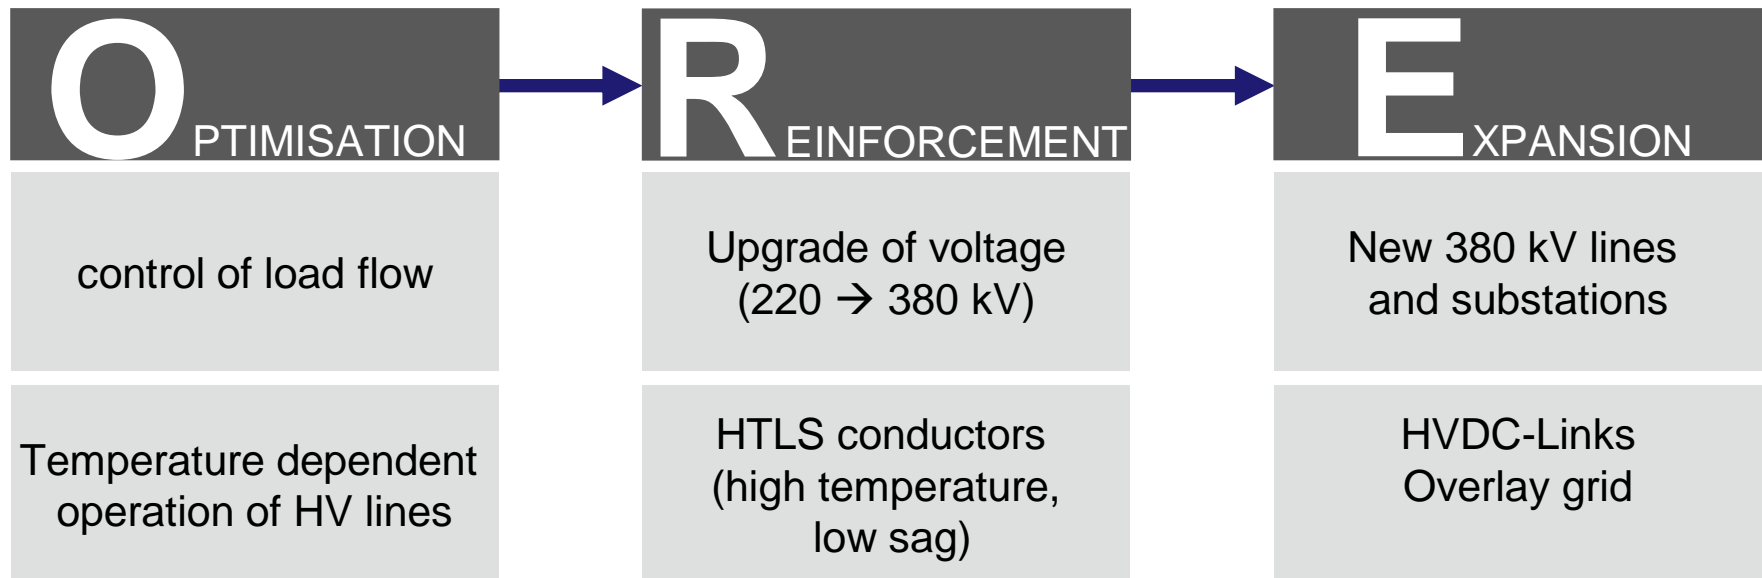 OPTIMISATION
REINFORCEMENT
EXPANSION
control of load flow
Upgrade of voltage
(220 → 380 kV)
New 380 kV lines
and substations
Temperature dependent
operation of HV lines
HTLS conductors
(high temperature,
low sag)
HVDC-Links
Overlay grid